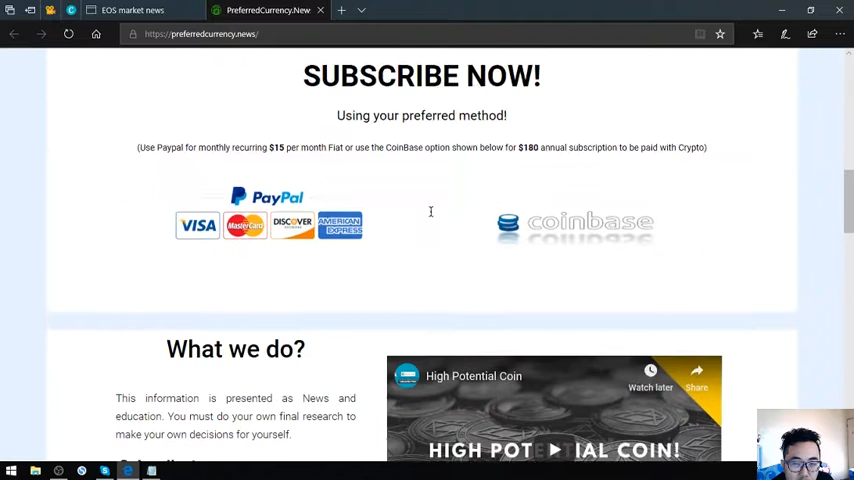 EOS market news
PreferredCurrency.New
https://preferredcurrency.news/
SUBSCRIBE NOW!
Using your preferred method!
(Use Paypal for monthly recurring $15 per month Fiat or use the CoinBase option shown below for $180 annual subscription to be paid with Crypto)
PayPal
VISA MasterCard DISCOVER AMERICAN EXPRESS
coinbase
What we do?
This information is presented as News and
education. You must do your own final research to
make your own decisions for yourself.
High Potential Coin
Watch later
Share
HIGH POTENTIAL COIN!